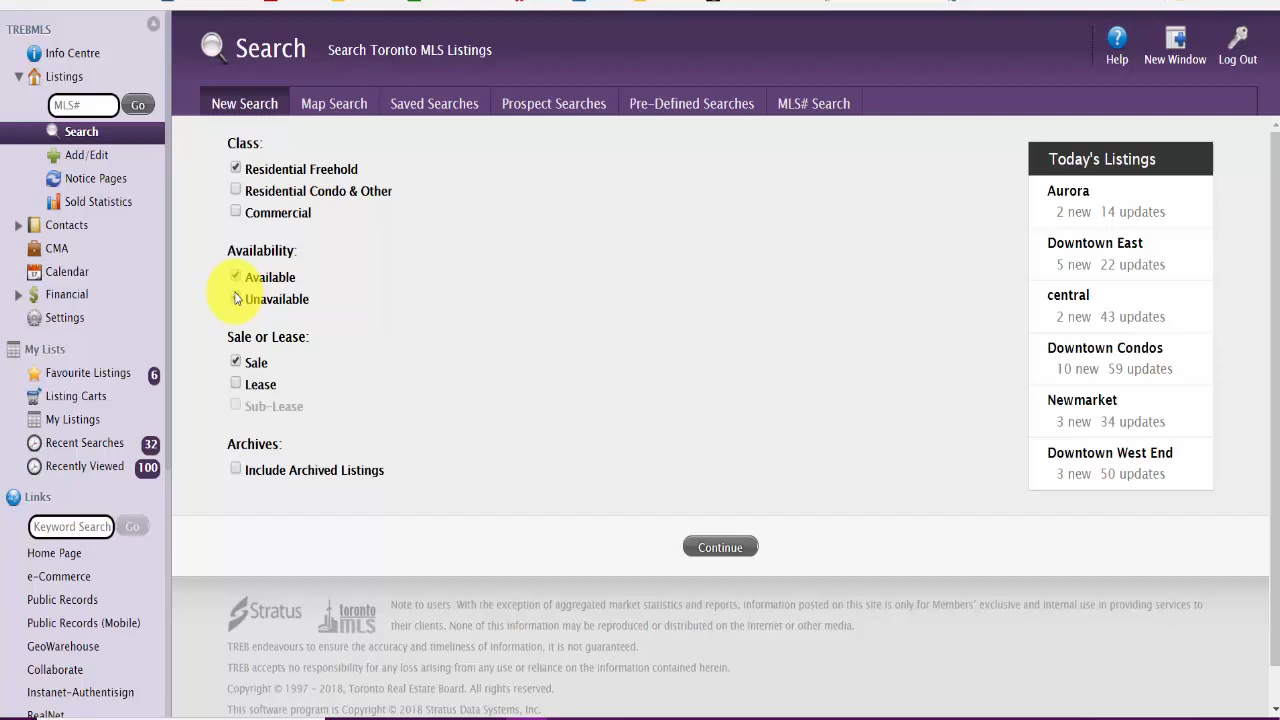 TREBMLS
Info Centre
Listings
MLS# Go
Search
Add/Edit
Notice Pages
Sold Statistics
Contacts
CMA
Calendar
17
Financial
Settings
My Lists
Favourite Listings 6
Listing Carts
My Listings
Recent Searches 32
Recently Viewed 100
Links
Keyword Search Go
Home Page
e-Commerce
Public Records
Public Records (Mobile)
GeoWarehouse
Collaborate
Instanet-Authentisign
RealNet
Search Search Toronto MLS Listings
Help New Window Log Out
New Search Map Search Saved Searches Prospect Searches Pre-Defined Searches MLS# Search
Class:
Residential Freehold
Residential Condo & Other
Commercial
Availability:
Available
Unavailable
Sale or Lease:
Sale
Lease
Sub-Lease
Archives:
Include Archived Listings
Today's Listings
Aurora
2 new 14 updates
Downtown East
5 new 22 updates
central
2 new 43 updates
Downtown Condos
10 new 59 updates
Newmarket
3 new 34 updates
Downtown West End
3 new 50 updates
Continue
Stratus toronto MLS
Note to users: With the exception of aggregated market statistics and reports, information posted on this site is only for Members' exclusive and internal use in providing services to
their clients. None of this information may be reproduced or distributed on the Internet or other media.
TREB endeavours to ensure the accuracy and timeliness of information, it is not guaranteed.
TREB accepts no responsibility for any loss arising from any use or reliance on the information contained herein.
Copyright © 1997 - 2018, Toronto Real Estate Board. All rights reserved.
This software program is Copyright © 2018 Stratus Data Systems, Inc.